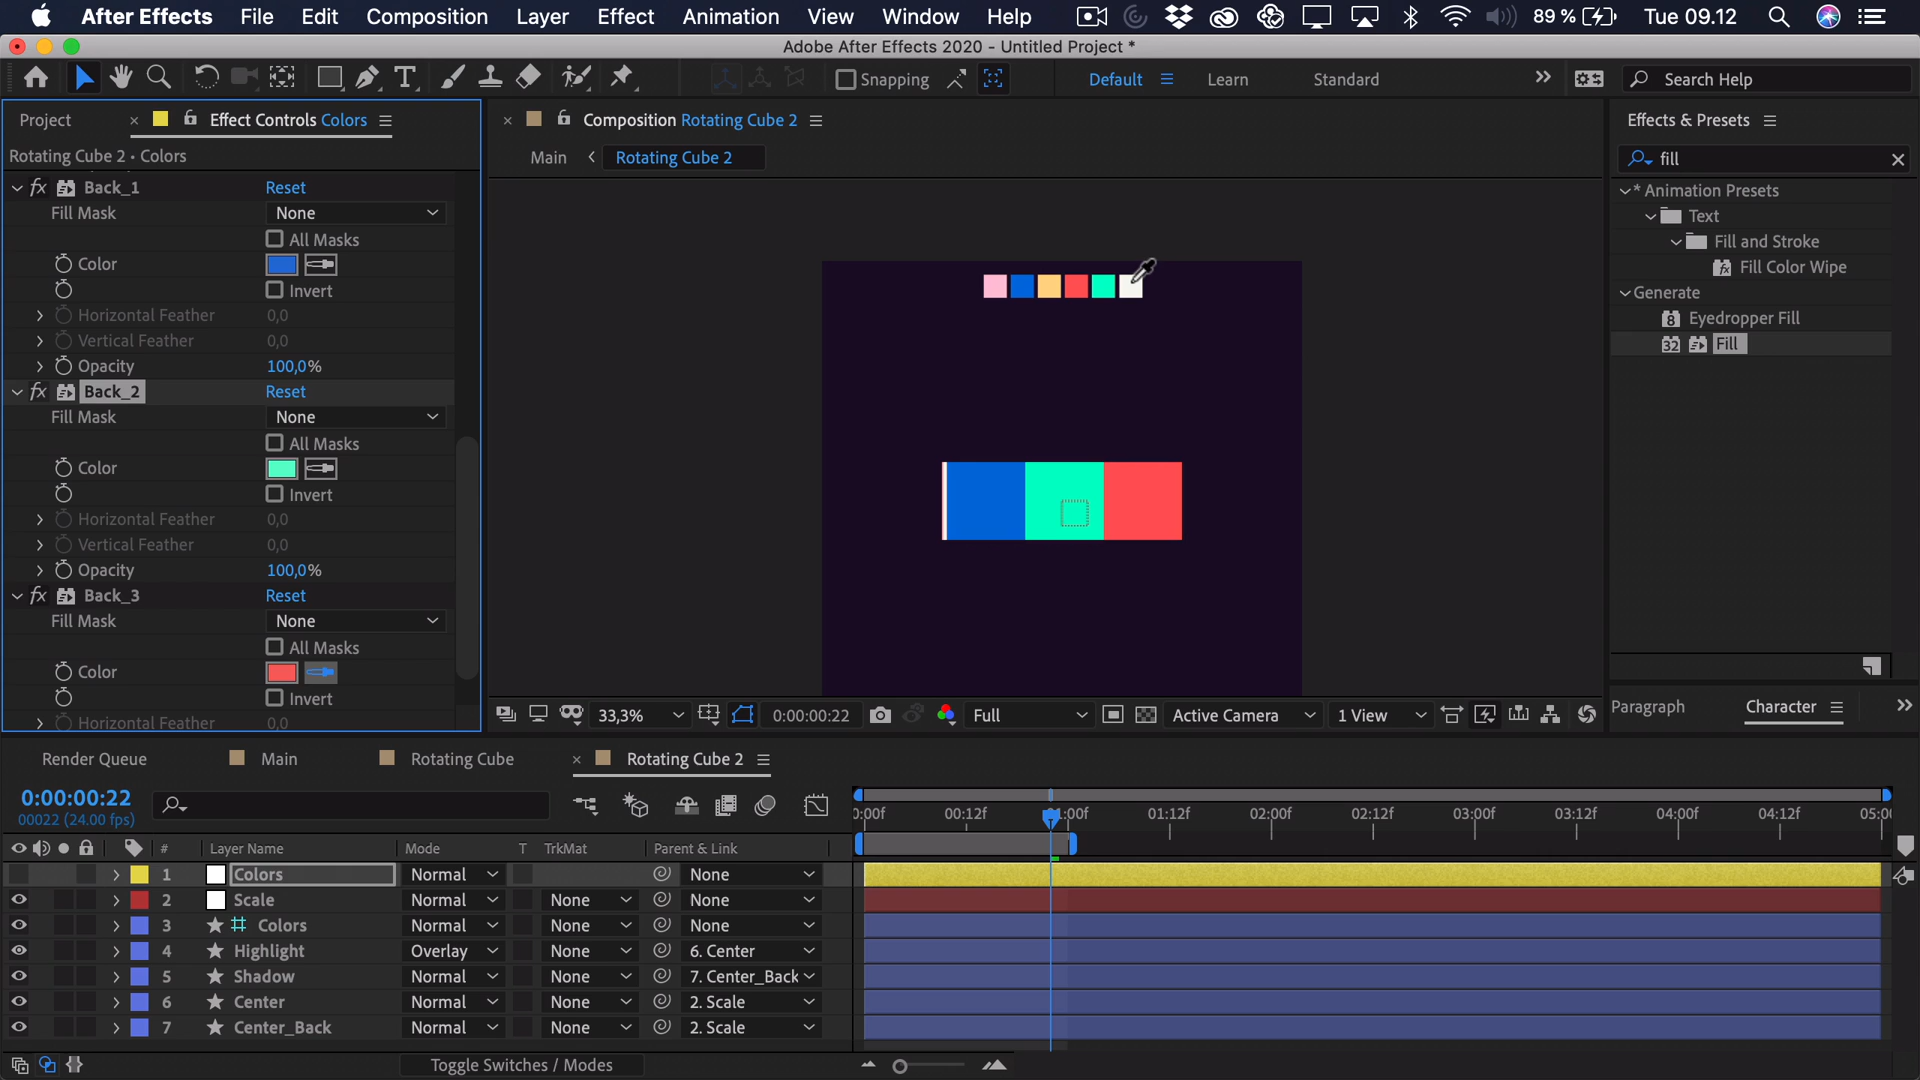 After Effects File Edit Composition Layer Effect Animation View Window Help 89 % Tue 09.12
Adobe After Effects 2020 - Untitled Project *
Snapping Default Learn Standard Search Help
Project Effect Controls Colors Composition Rotating Cube 2 Effects & Presets
Rotating Cube 2 • Colors Main Rotating Cube 2 fill
Back_1 Reset
Fill Mask None
All Masks
Color
Invert
Horizontal Feather 0,0
Vertical Feather 0,0
Opacity 100,0%
Back_2 Reset
Fill Mask None
All Masks
Color
Invert
Horizontal Feather 0,0
Vertical Feather 0,0
Opacity 100,0%
Back_3 Reset
Fill Mask None
All Masks
Color
Invert
Horizontal Feather 0,0
* Animation Presets
Text
Fill and Stroke
Fill Color Wipe
Generate
8 Eyedropper Fill
32 Fill
33,3% 0:00:00:22 Full Active Camera 1 View
Paragraph Character
Render Queue Main Rotating Cube Rotating Cube 2
0:00:00:22
00022 (24.00 fps)
0:00f 00:12f 01:00f 01:12f 02:00f 02:12f 03:00f 03:12f 04:00f 04:12f 05:00
# Layer Name Mode T TrkMat Parent & Link
1 Colors Normal None
2 Scale Normal None None
3 Colors Normal None None
4 Highlight Overlay None 6. Center
5 Shadow Normal None 7. Center_Back
6 Center Normal None 2. Scale
7 Center_Back Normal None 2. Scale
Toggle Switches / Modes